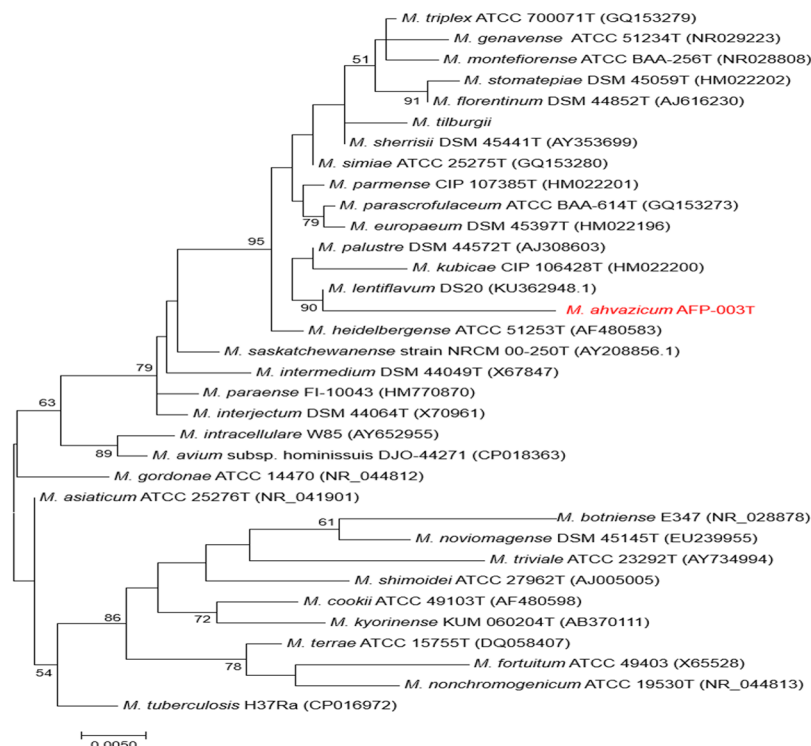 M. triplex ATCC 700071T (GQ153279)
M. genavense ATCC 51234T (NR029223)
51
M. montefiorense ATCC BAA-256T (NR028808)
M. stomatepiae DSM 45059T (HM022202)
91
M. florentinum DSM 44852T (AJ616230)
M. tilburgii
M. sherrisii DSM 45441T (AY353699)
M. simiae ATCC 25275T (GQ153280)
M. parmense CIP 107385T (HM022201)
M. parascrofulaceum ATCC BAA-614T (GQ153273)
79
M. europaeum DSM 45397T (HM022196)
95
M. palustre DSM 44572T (AJ308603)
M. kubicae CIP 106428T (HM022200)
M. lentiflavum DS20 (KU362948.1)
90
M. ahvazicum AFP-003T
M. heidelbergense ATCC 51253T (AF480583)
M. saskatchewanense strain NRCM 00-250T (AY208856.1)
79
M. intermedium DSM 44049T (X67847)
M. paraense FI-10043 (HM770870)
63
M. interjectum DSM 44064T (X70961)
M. intracellulare W85 (AY652955)
89
M. avium subsp. hominissuis DJO-44271 (CP018363)
M. gordonae ATCC 14470 (NR_044812)
M. asiaticum ATCC 25276T (NR_041901)
61
M. botniense E347 (NR_028878)
M. noviomagense DSM 45145T (EU239955)
M. triviale ATCC 23292T (AY734994)
M. shimoidei ATCC 27962T (AJ005005)
M. cookii ATCC 49103T (AF480598)
86
72
M. kyorinense KUM 060204T (AB370111)
M. terrae ATCC 15755T (DQ058407)
78
M. fortuitum ATCC 49403 (X65528)
54
M. nonchromogenicum ATCC 19530T (NR_044813)
M. tuberculosis H37Ra (CP016972)
0.0050